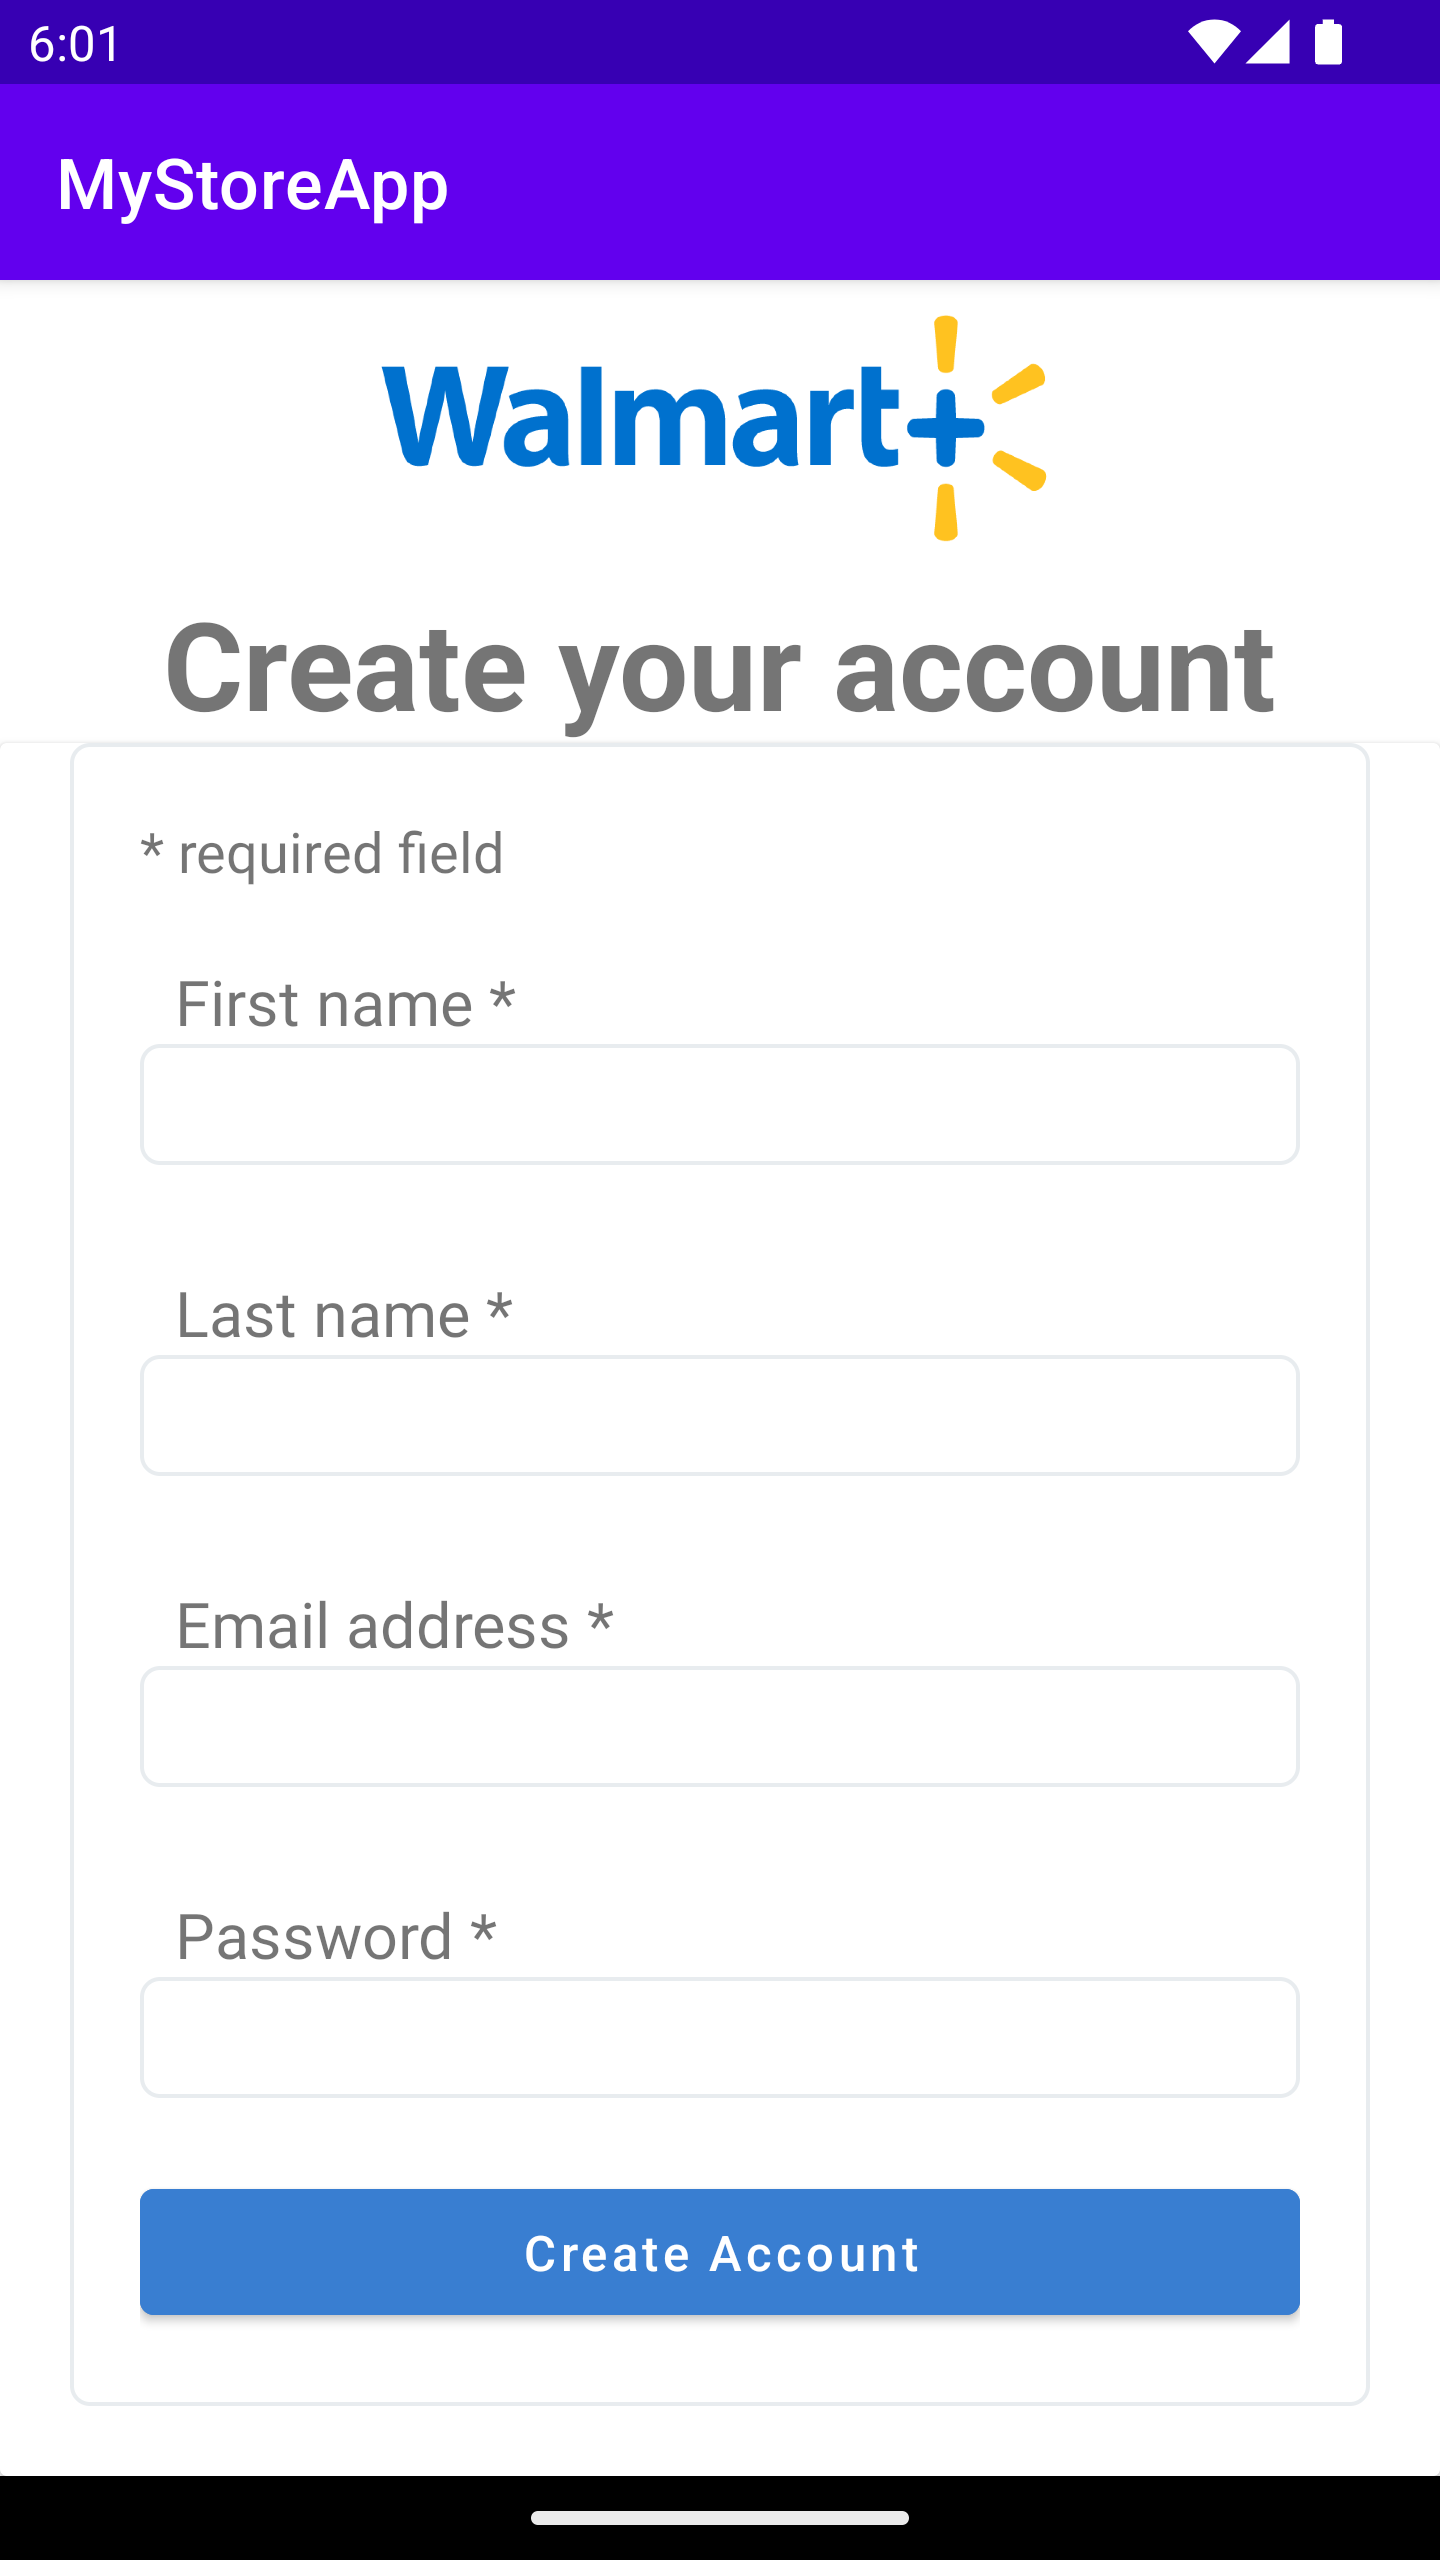 6:01
MyStoreApp
Walmart+
Create your account
* required field
First name *
Last name *
Email address *
Password *
Create Account